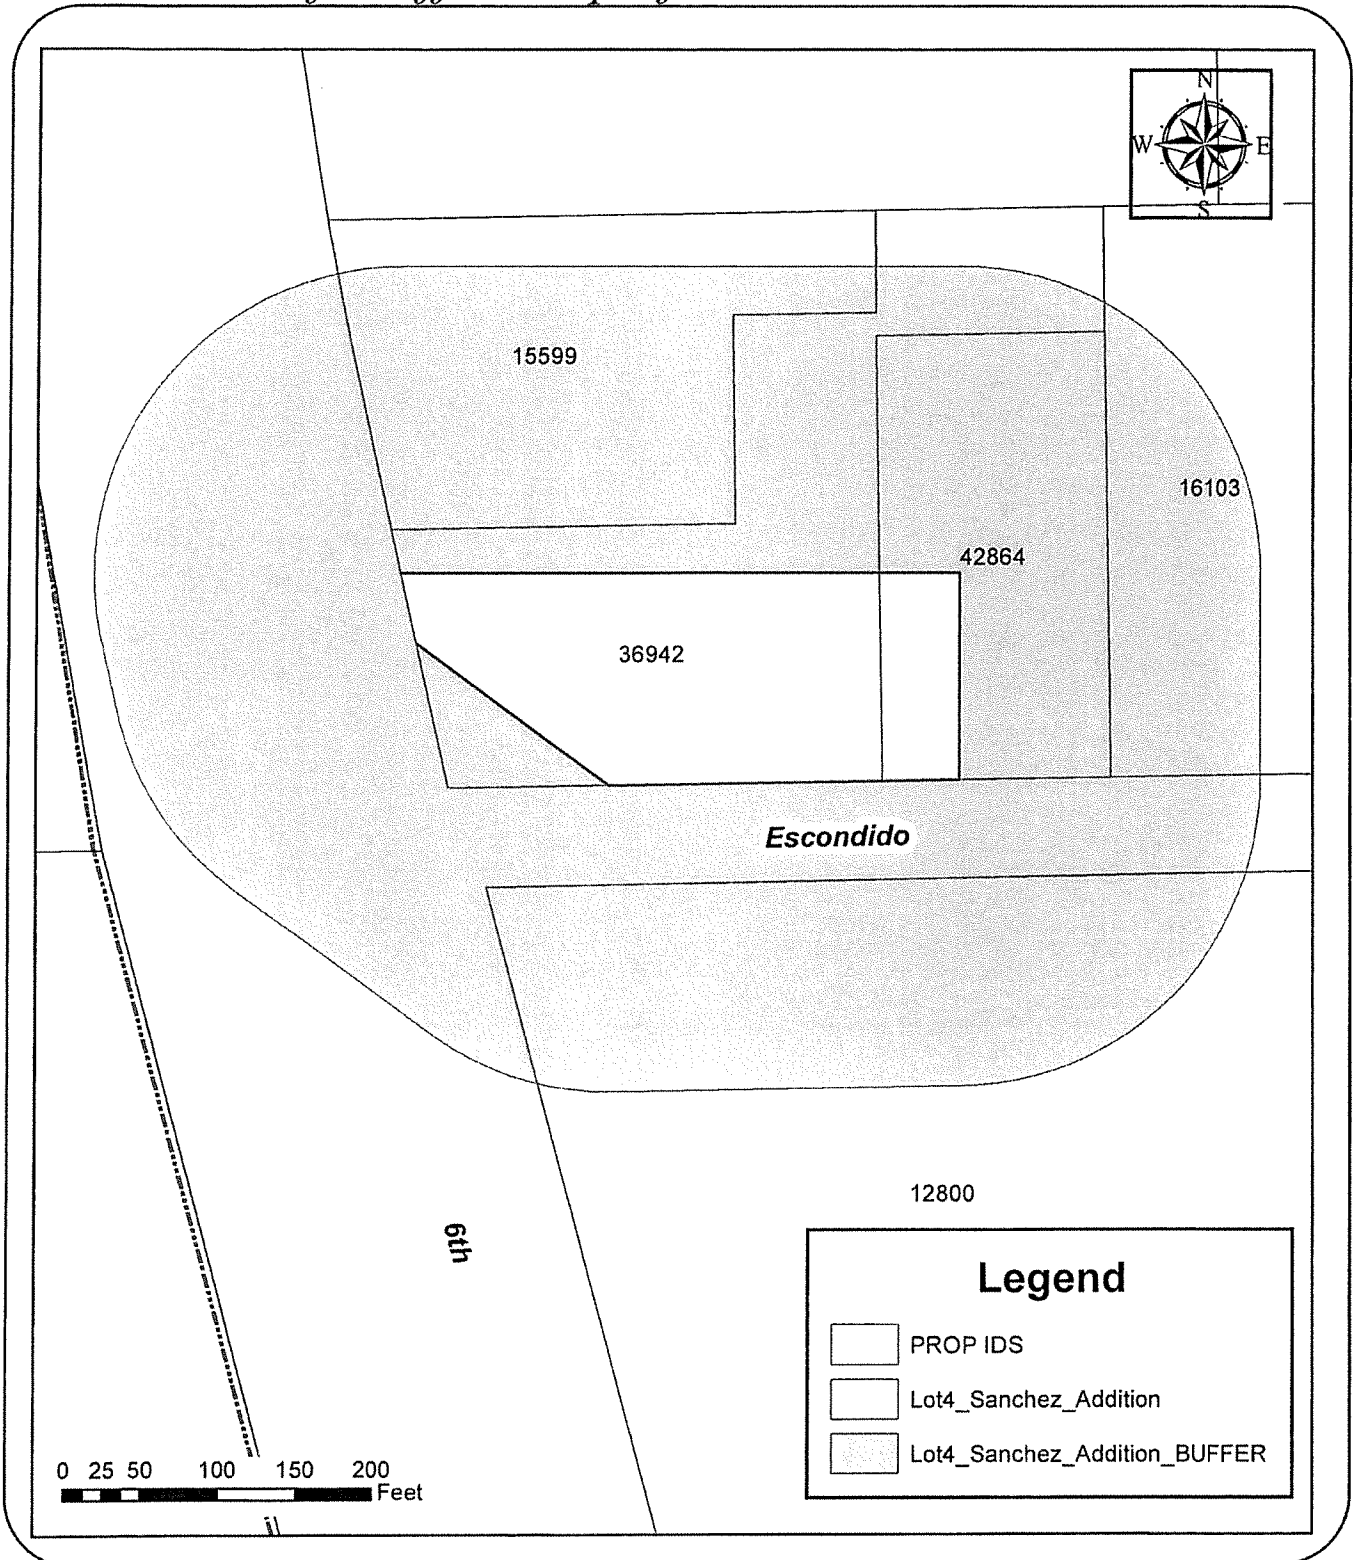 N
W E
S
15599
16103
42864
36942
Escondido
12800
6th
Legend
PROP IDS
Lot4_Sanchez_Addition
Lot4_Sanchez_Addition_BUFFER
0 25 50 100 150 200
Feet